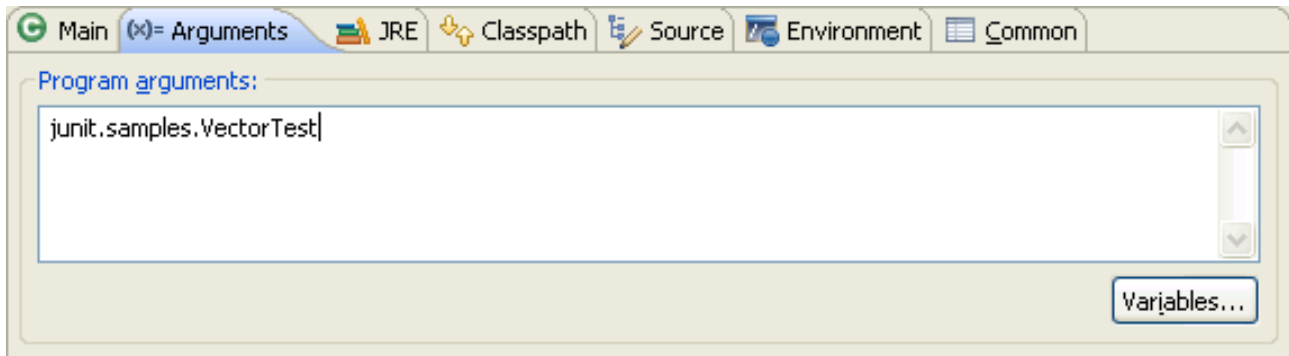 Main (x)= Arguments JRE Classpath Source Environment Common
Program arguments:
junit.samples.VectorTest
Variables...